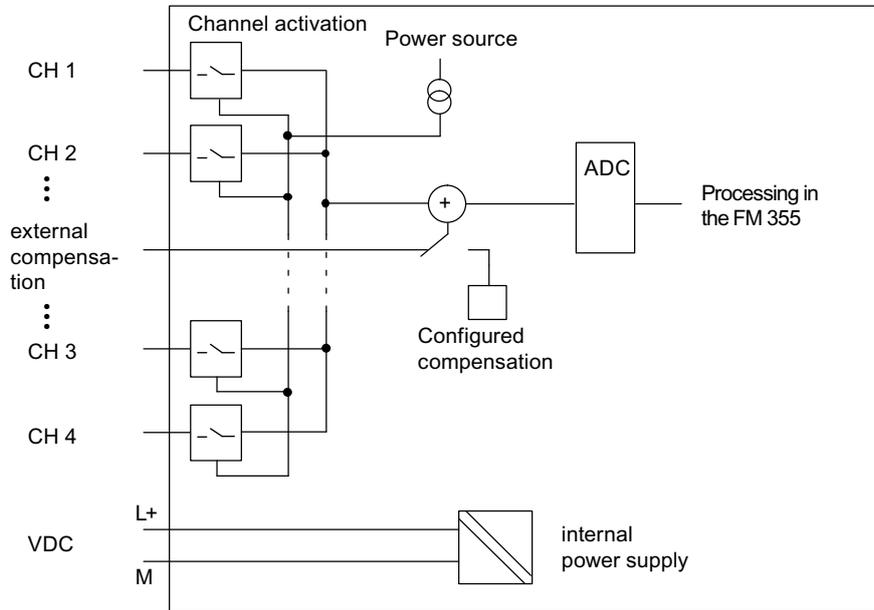 Channel activation
Power source
CH 1
CH 2
ADC
Processing in
the FM 355
+
external
compensa-
tion
Configured
compensation
CH 3
CH 4
L+
VDC
M
internal
power supply